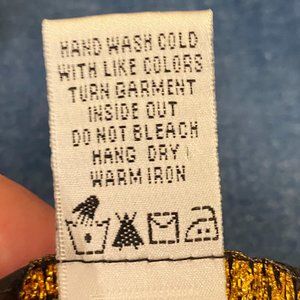 HAND WASH COLD
WITH LIKE COLORS
TURN GARMENT
INSIDE OUT
DO NOT BLEACH
HANG DRY
WARM IRON